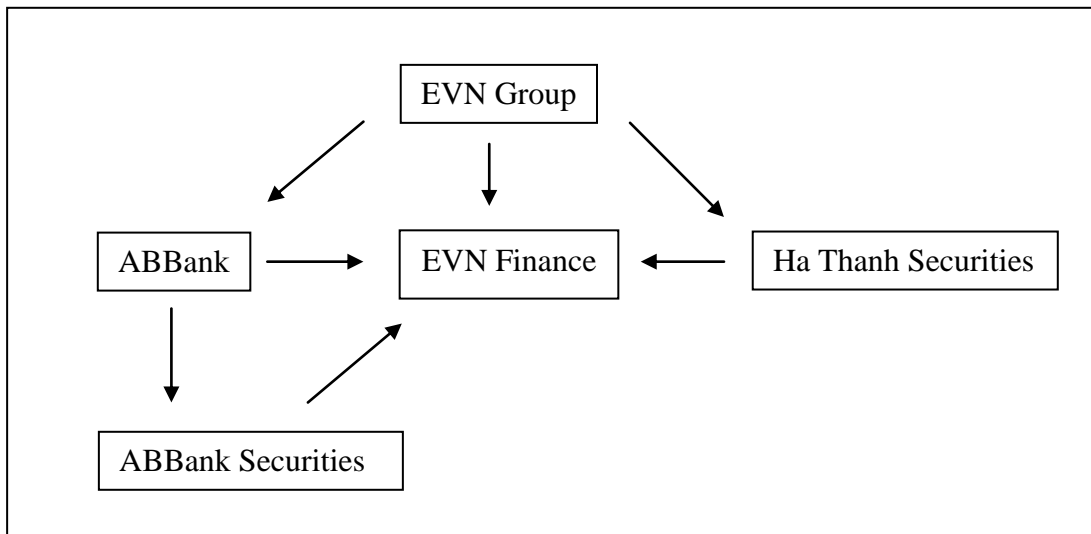 EVN Group
ABBank
EVN Finance
Ha Thanh Securities
ABBank Securities